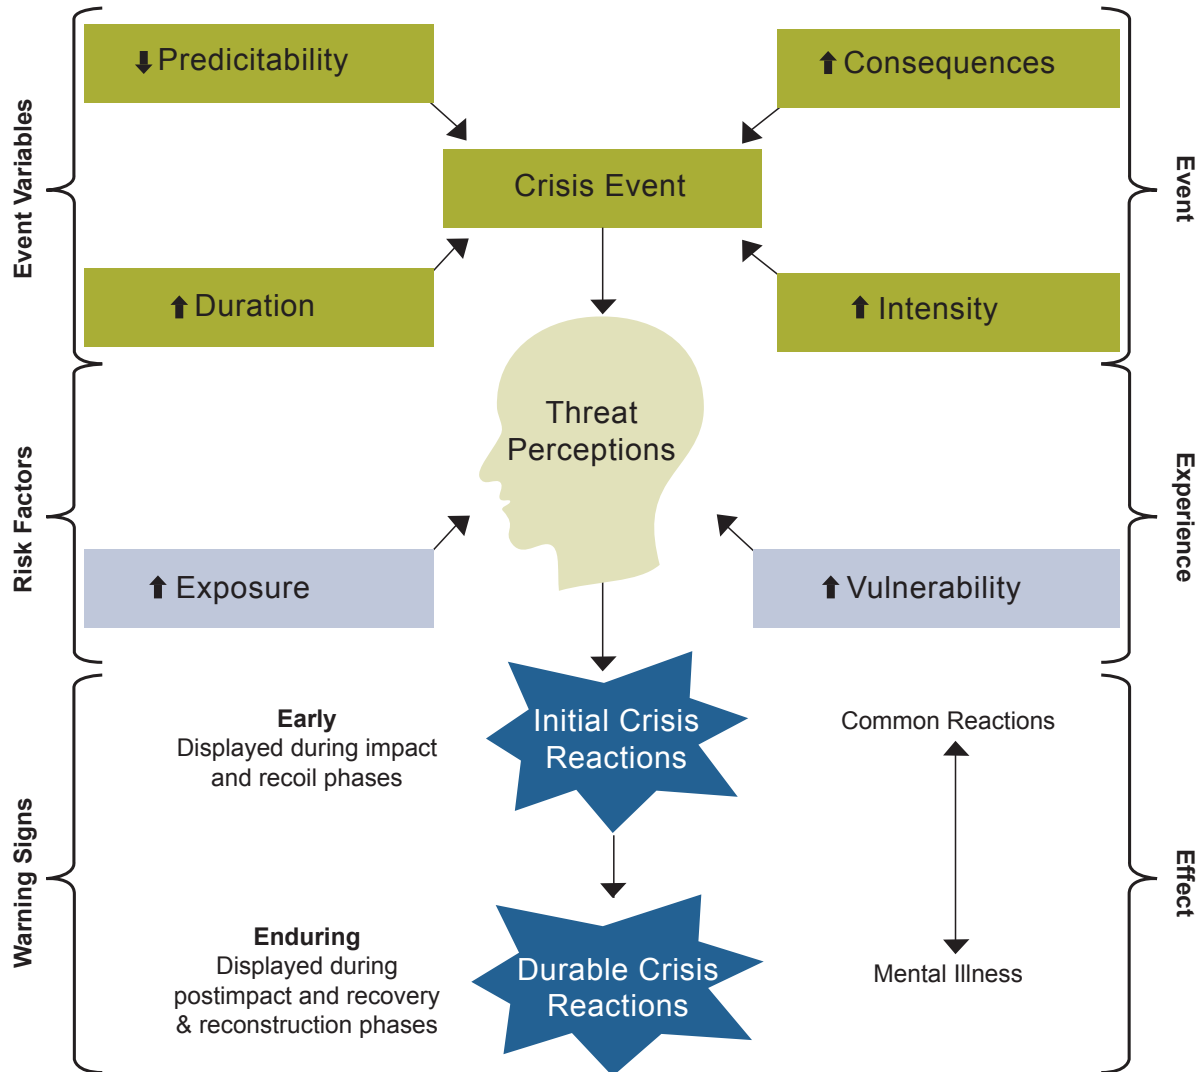 Predicitability
Consequences
Event Variables
Crisis Event
Event
Duration
Intensity
Threat
Perceptions
Risk Factors
Experience
Exposure
Vulnerability
Early
Displayed during impact
and recoil phases
Initial Crisis
Reactions
Common Reactions
Warning Signs
Effect
Enduring
Displayed during
postimpact and recovery
& reconstruction phases
Durable Crisis
Reactions
Mental Illness